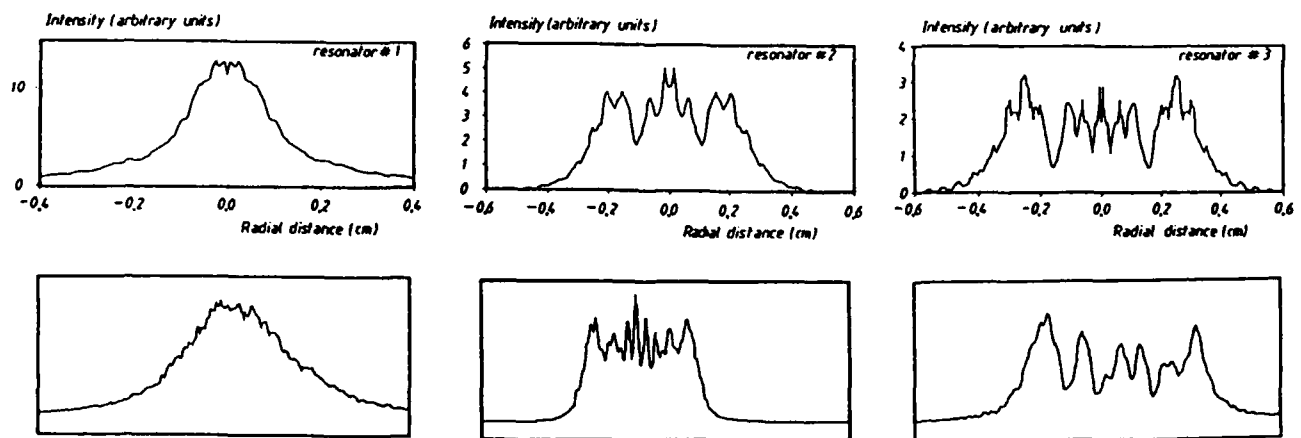 Intensity (arbitrary units)
resonator #1
10
0
-0,4 -0,2 0,0 0,2 0,4
Radial distance (cm)
Intensity (arbitrary units)
resonator #2
6
5
4
3
2
1
0
-0,6 -0,4 -0,2 0,0 0,2 0,4 0,6
Radial distance (cm)
Intensity (arbitrary units)
resonator #3
4
3
2
1
0
-0,6 -0,4 -0,2 0,0 0,2 0,4 0,6
Radial distance (cm)